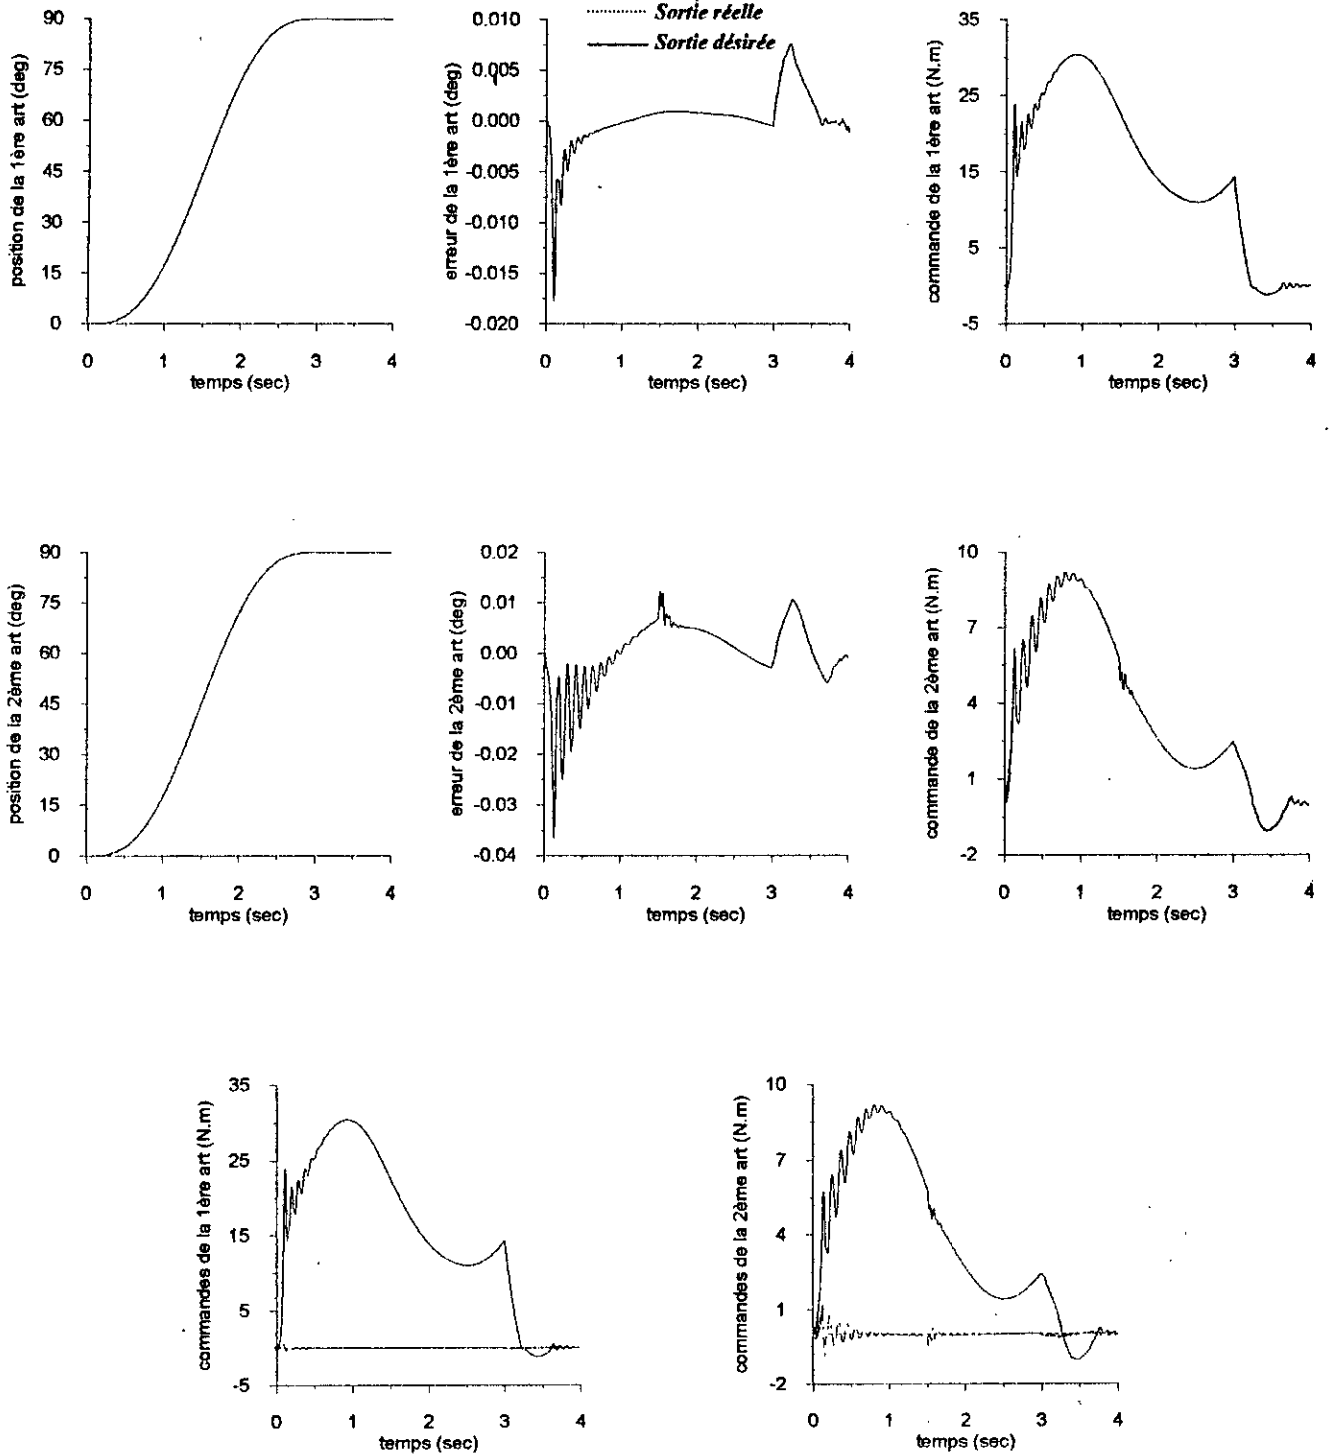 Sortie réelle
Sortie désirée
90
75
60
45
30
15
0
position de la 1ère art (deg)
0 1 2 3 4
temps (sec)
0.010
0.005
0.000
-0.005
-0.010
-0.015
-0.020
erreur de la 1ère art (deg)
0 1 2 3 4
temps (sec)
35
25
15
5
-5
commande de la 1ère art (N.m)
0 1 2 3 4
temps (sec)
90
75
60
45
30
15
0
position de la 2ème art (deg)
0 1 2 3 4
temps (sec)
0.02
0.01
0.00
-0.01
-0.02
-0.03
-0.04
erreur de la 2ème art (deg)
0 1 2 3 4
temps (sec)
10
7
4
1
-2
commande de la 2ème art (N.m)
0 1 2 3 4
temps (sec)
35
25
15
5
-5
commandes de la 1ère art (N.m)
0 1 2 3 4
temps (sec)
10
7
4
1
-2
commandes de la 2ème art (N.m)
0 1 2 3 4
temps (sec)